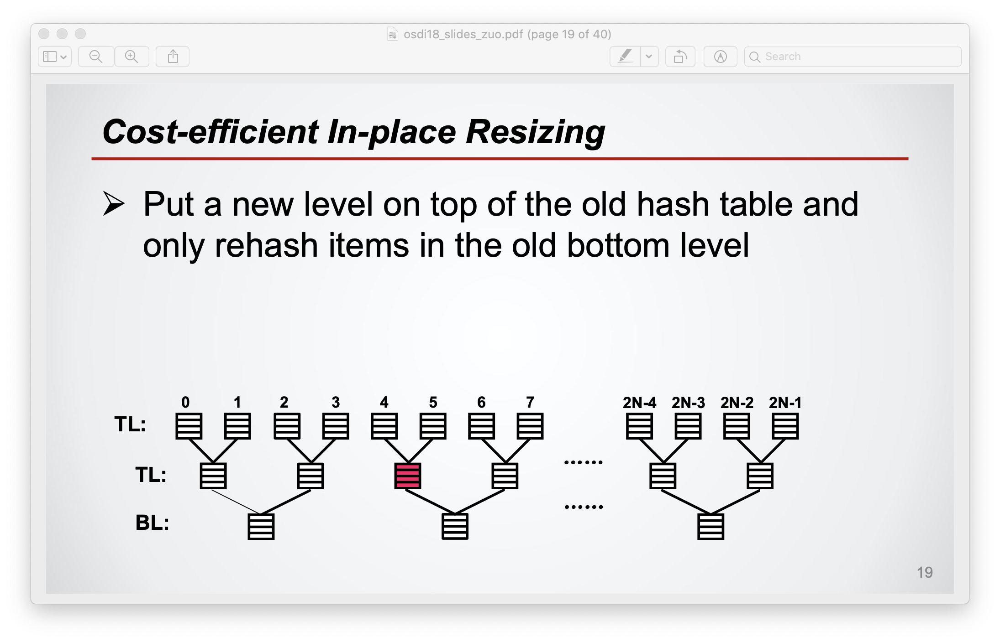 osdi18_slides_zuo.pdf (page 19 of 40)
Search
Cost-efficient In-place Resizing
Put a new level on top of the old hash table and
only rehash items in the old bottom level
0 1 2 3 4 5 6 7 2N-4 2N-3 2N-2 2N-1
TL:
TL: ......
BL: ......
19